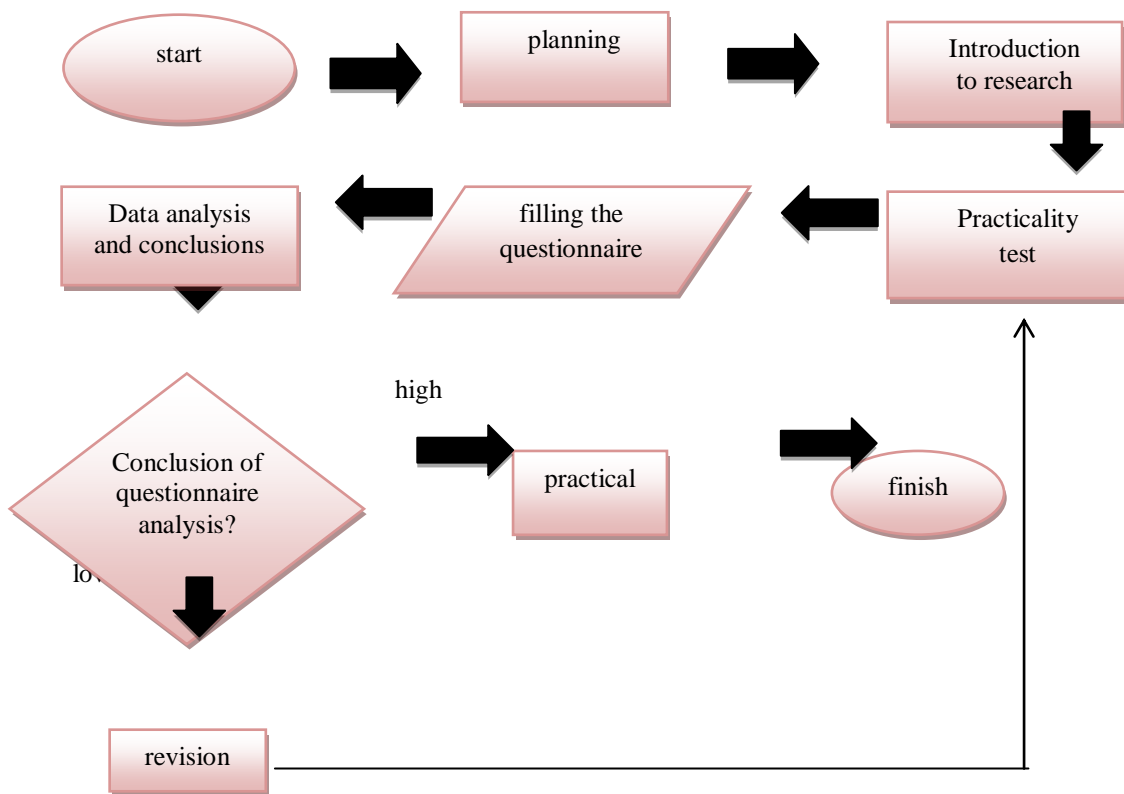 start
planning
Introduction
to research
Data analysis
and conclusions
filling the
questionnaire
Practicality
test
high
Conclusion of
questionnaire
analysis?
practical
finish
revision